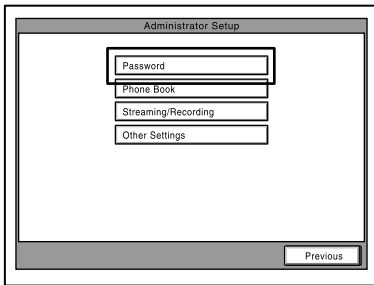 Administrator Setup
Password
Phone Book
Streaming/Recording
Other Settings
Previous